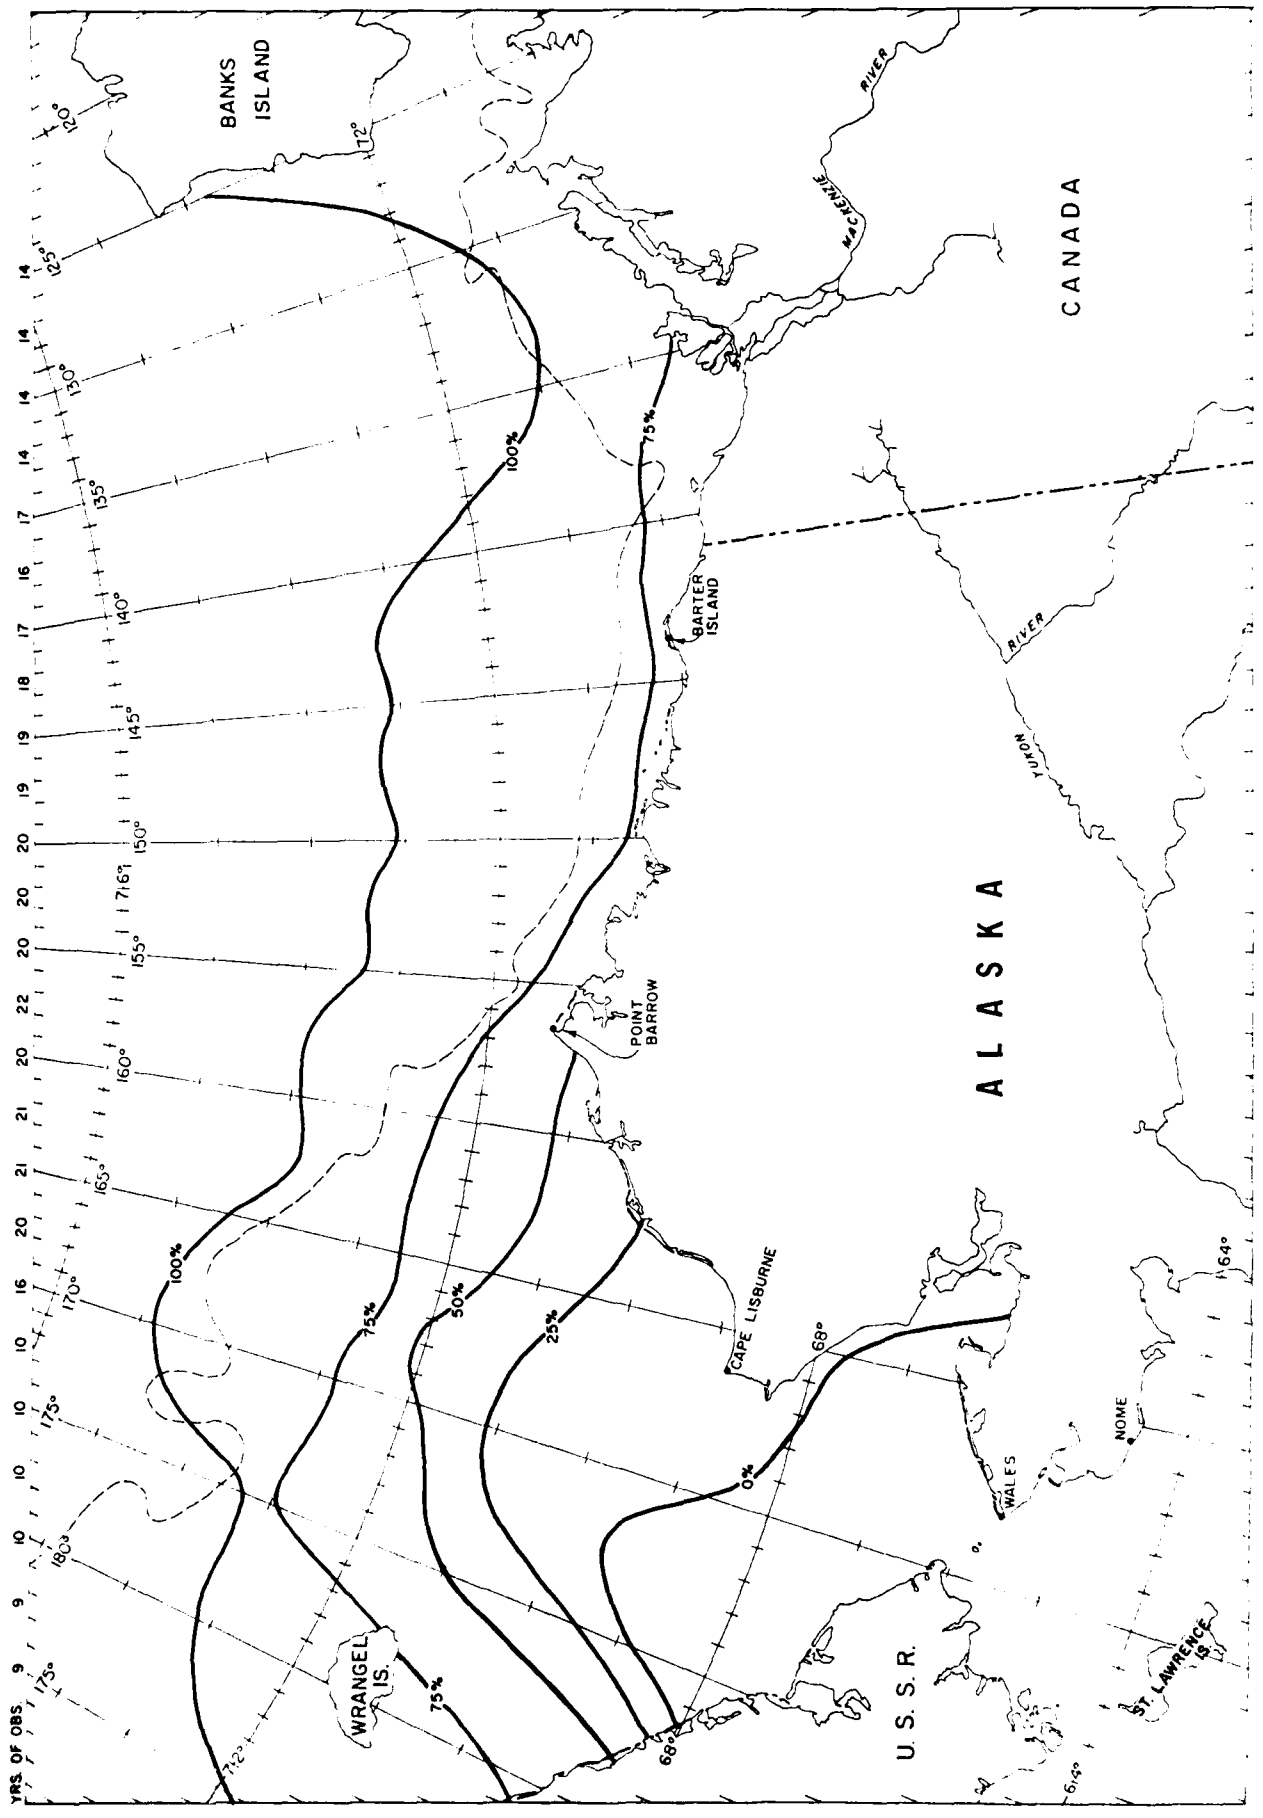 YRS. OF OBS. 9 9 10 10 10 10 16 20 21 21 20 22 20 20 20 19 19 18 17 16 17 14 14 14 14
175°
180°
175°
170°
165°
160°
155°
150°
145°
140°
135°
130°
125°
120°
76°
72°
72°
68°
68°
64°
64°
BANKS
ISLAND
WRANGEL
IS.
100%
100%
75%
75%
75%
50%
25%
0%
POINT
BARROW
BARTER
ISLAND
CAPE LISBURNE
MACKENZIE
RIVER
YUKON
RIVER
CANADA
ALASKA
U. S. S. R.
WALES
NOME
ST. LAWRENCE
IS.